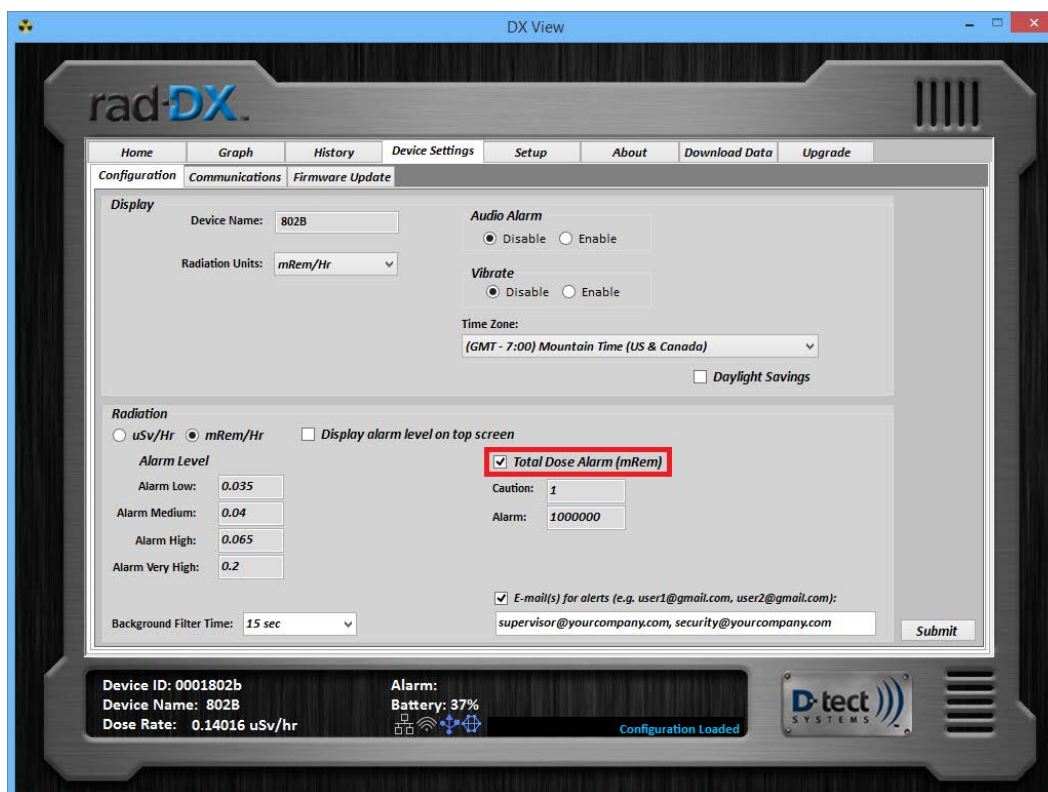 DX View
rad-DX™
Home Graph History Device Settings Setup About Download Data Upgrade
Configuration Communications Firmware Update
Display
Device Name: 802B
Radiation Units: mRem/Hr
Audio Alarm
Disable Enable
Vibrate
Disable Enable
Time Zone:
(GMT - 7:00) Mountain Time (US & Canada)
Daylight Savings
Radiation
uSv/Hr mRem/Hr Display alarm level on top screen
Alarm Level
Alarm Low: 0.035
Alarm Medium: 0.04
Alarm High: 0.065
Alarm Very High: 0.2
Background Filter Time: 15 sec
Total Dose Alarm (mRem)
Caution: 1
Alarm: 1000000
E-mail(s) for alerts (e.g. user1@gmail.com, user2@gmail.com):
supervisor@yourcompany.com, security@yourcompany.com
Submit
Device ID: 0001802b
Device Name: 802B
Dose Rate: 0.14016 uSv/hr
Alarm:
Battery: 37%
Configuration Loaded
D-tect
SYSTEMS